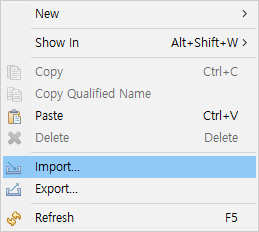 New >
Show In Alt+Shift+W >
Copy Ctrl+C
Copy Qualified Name
Paste Ctrl+V
Delete Delete
Import...
Export...
Refresh F5